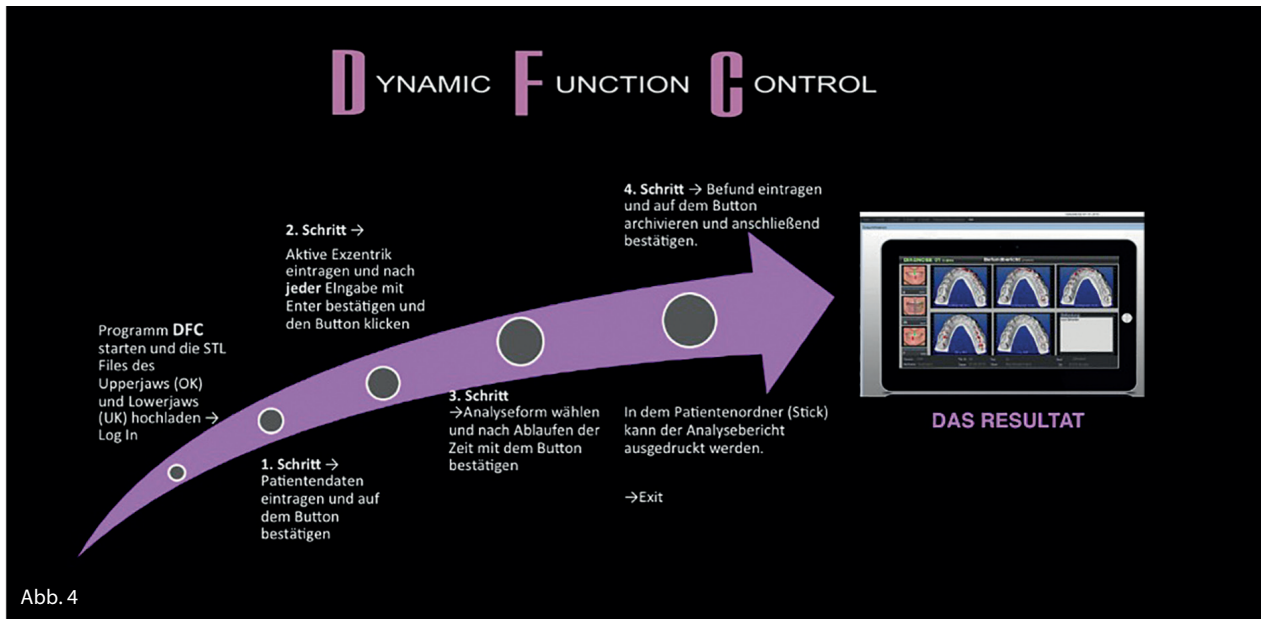 DYNAMIC FUNCTION CONTROL
Programm DFC
starten und die STL
Files des
Upperjaws (OK)
und Lowerjaws
(UK) hochladen →
Log In
1. Schritt →
Patientendaten
eintragen und auf
dem Button
bestätigen
2. Schritt →
Aktive Exzentrik
eintragen und nach
jeder EIngabe mit
Enter bestätigen und
den Button klicken
3. Schritt
→Analyseform wählen
und nach Ablaufen der
Zeit mit dem Button
bestätigen
4. Schritt → Befund eintragen
und auf dem Button
archivieren und anschließend
bestätigen.
In dem Patientenordner (Stick)
kann der Analysebericht
ausgedruckt werden.
→Exit
Befundbericht
DAS RESULTAT
Abb. 4